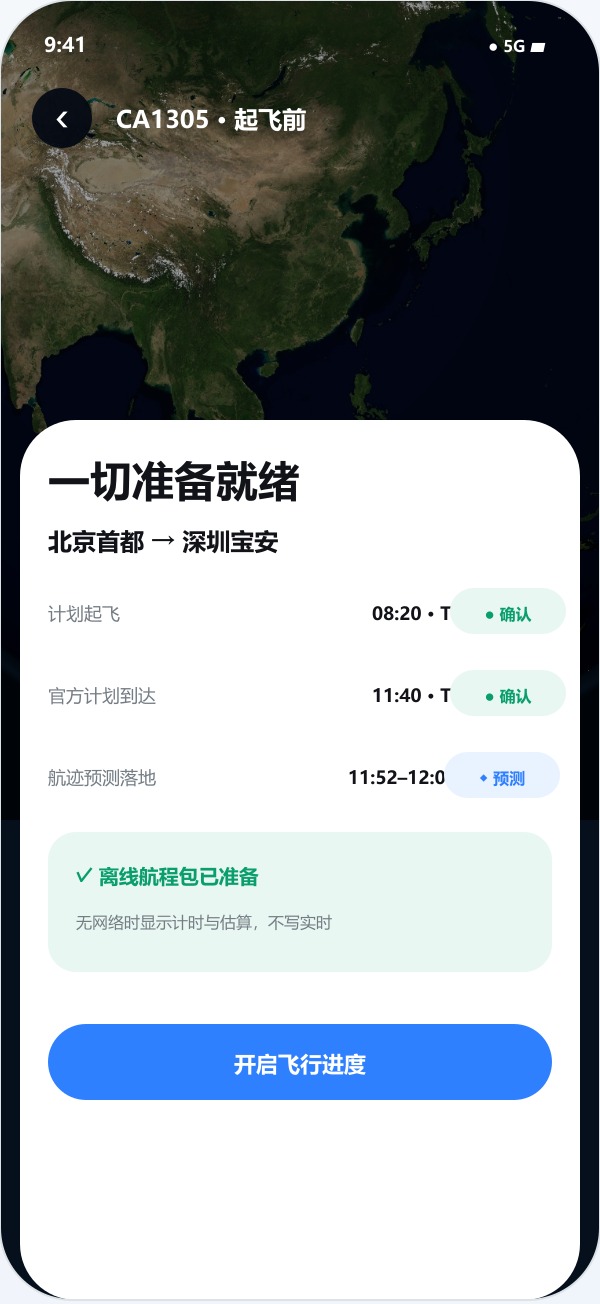 9:41
● 5G
‹
CA1305 • 起飞前
一切准备就绪
北京首都 → 深圳宝安
计划起飞 08:20 • T ● 确认
官方计划到达 11:40 • T ● 确认
航迹预测落地 11:52–12:0 ◆ 预测
✓ 离线航程包已准备
无网络时显示计时与估算，不写实时
开启飞行进度